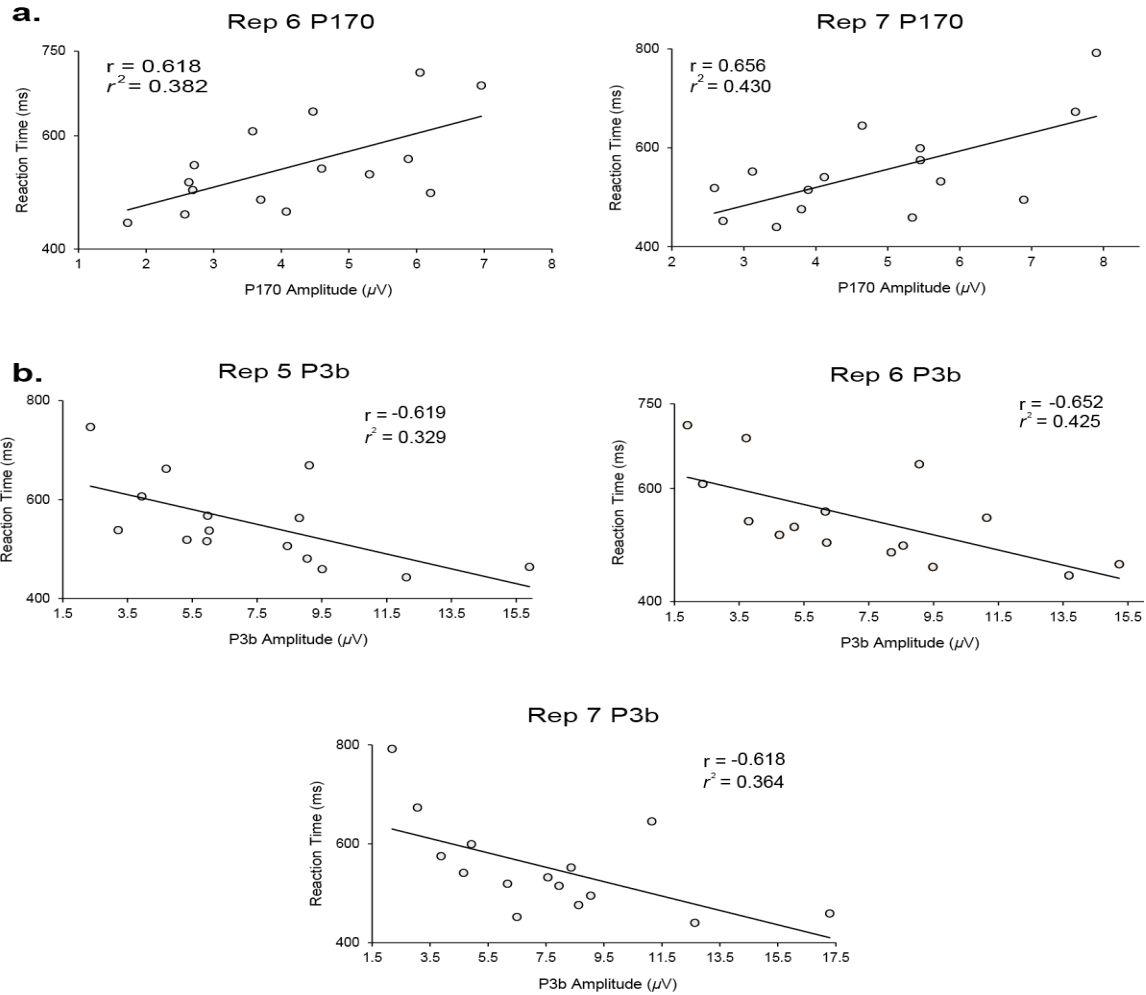 a.
Rep 6 P170
r = 0.618
r² = 0.382
750
600
400
Reaction Time (ms)
1 2 3 4 5 6 7 8
P170 Amplitude (µV)
Rep 7 P170
r = 0.656
r² = 0.430
800
600
400
Reaction Time (ms)
2 3 4 5 6 7 8
P170 Amplitude (µV)
b.
Rep 5 P3b
r = -0.619
r² = 0.329
800
600
400
Reaction Time (ms)
1.5 3.5 5.5 7.5 9.5 11.5 13.5 15.5
P3b Amplitude (µV)
Rep 6 P3b
r = -0.652
r² = 0.425
750
600
400
Reaction Time (ms)
1.5 3.5 5.5 7.5 9.5 11.5 13.5 15.5
P3b Amplitude (µV)
Rep 7 P3b
r = -0.618
r² = 0.364
800
600
400
Reaction Time (ms)
1.5 3.5 5.5 7.5 9.5 11.5 13.5 15.5 17.5
P3b Amplitude (µV)